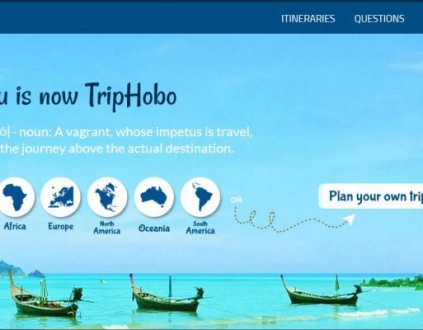 ITINERARIES QUESTIONS
u is now TripHobo
noun: A vagrant, whose impetus is travel,
the journey above the actual destination.
Africa Europe North America Oceania South America
OR
Plan your own trip